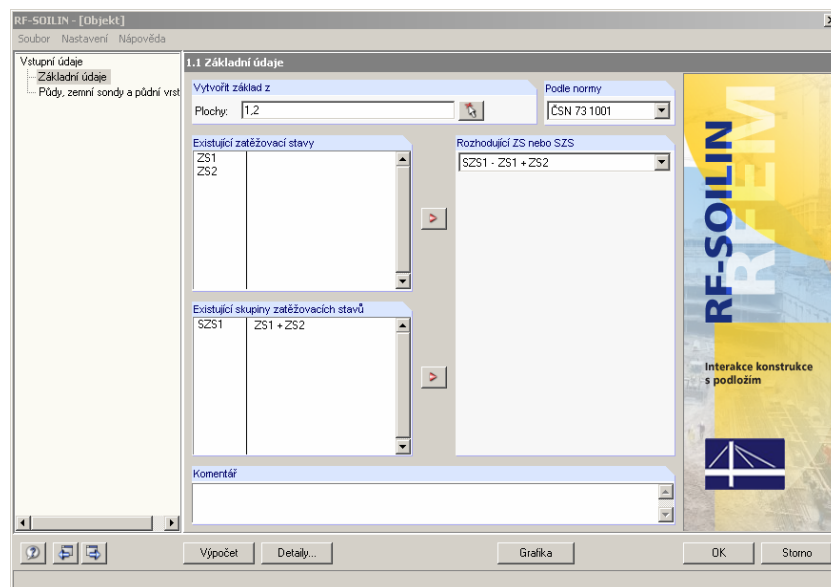 RF-SOILIN - [Objekt]
Soubor Nastavení Nápověda
Vstupní údaje
Základní údaje
Půdy, zemní sondy a půdní vrst
1.1 Základní údaje
Vytvořit základ z
Plochy: 1,2
Podle normy
ČSN 73 1001
Existující zatěžovací stavy
ZS1
ZS2
Rozhodující ZS nebo SZS
SZS1 - ZS1 + ZS2
>
Existující skupiny zatěžovacích stavů
SZS1 ZS1 + ZS2
>
Komentář
RF-SOILIN
RFEM
Interakce konstrukce
s podložím
Výpočet
Detaily...
Grafika
OK
Storno